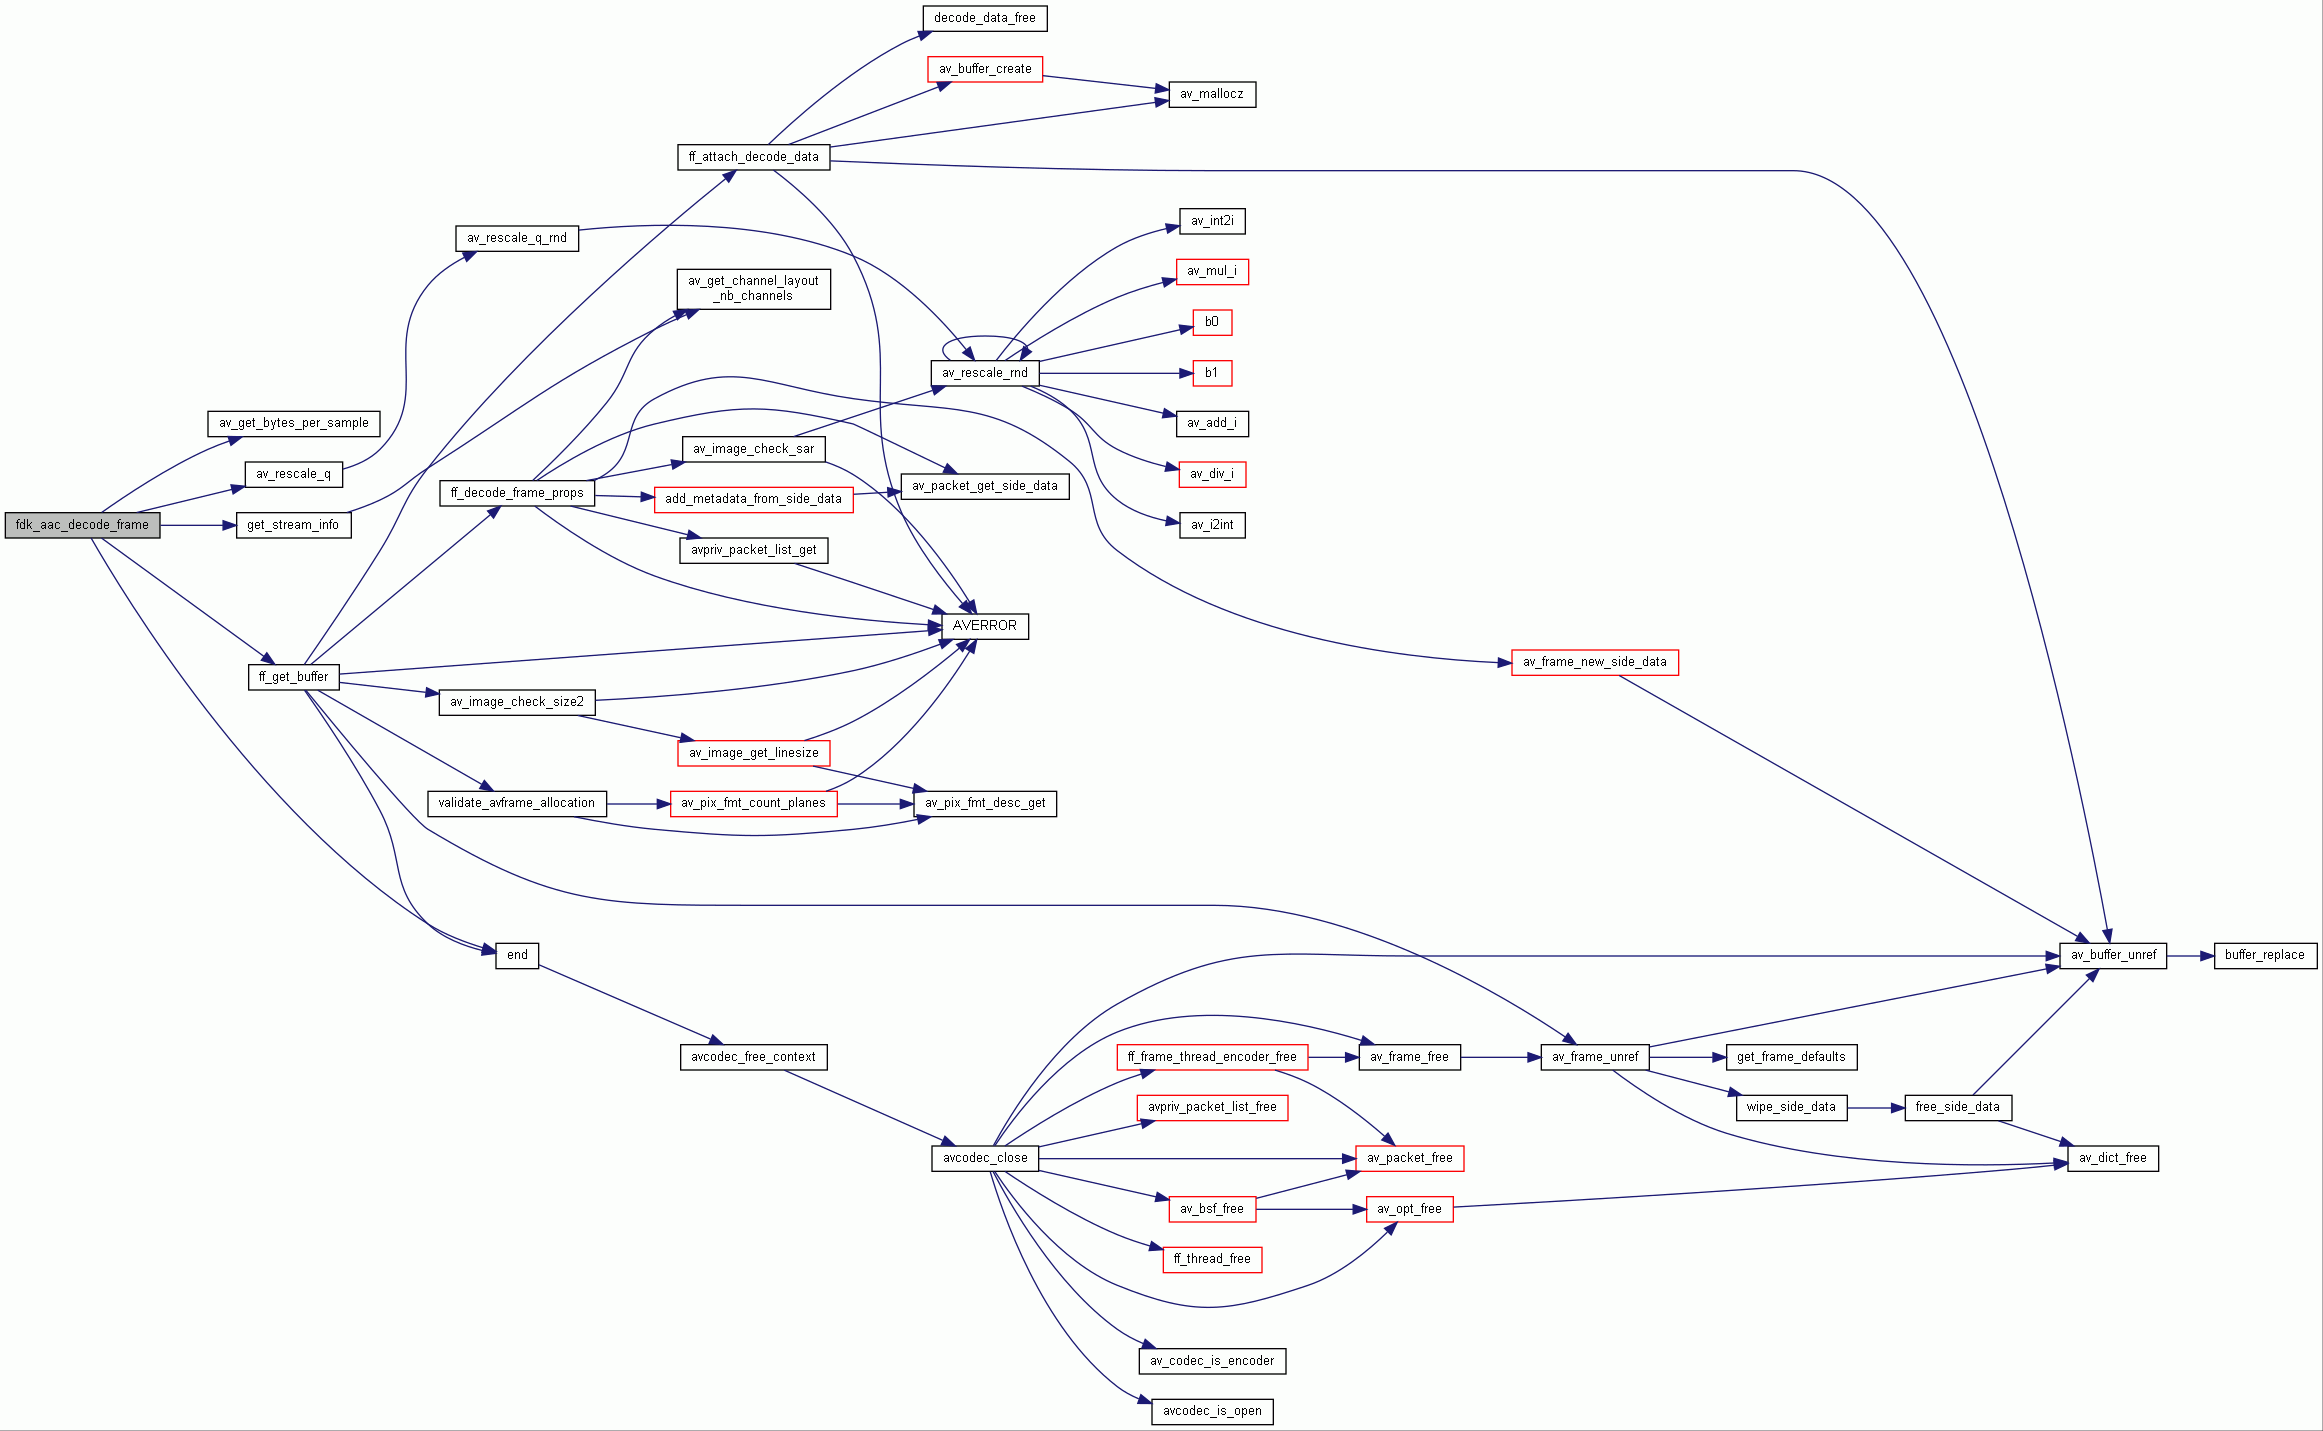 decode_data_free
av_buffer_create
av_mallocz
ff_attach_decode_data
av_int2i
av_rescale_q_rnd
av_mul_i
av_get_channel_layout
_nb_channels
b0
av_rescale_rnd
b1
av_get_bytes_per_sample
av_add_i
av_image_check_sar
av_rescale_q
av_div_i
ff_decode_frame_props
av_packet_get_side_data
add_metadata_from_side_data
fdk_aac_decode_frame
get_stream_info
av_i2int
avpriv_packet_list_get
AVERROR
av_frame_new_side_data
ff_get_buffer
av_image_check_size2
av_image_get_linesize
validate_avframe_allocation
av_pix_fmt_count_planes
av_pix_fmt_desc_get
end
av_buffer_unref
buffer_replace
avcodec_free_context
ff_frame_thread_encoder_free
av_frame_free
av_frame_unref
get_frame_defaults
avpriv_packet_list_free
wipe_side_data
free_side_data
avcodec_close
av_packet_free
av_dict_free
av_bsf_free
av_opt_free
ff_thread_free
av_codec_is_encoder
avcodec_is_open